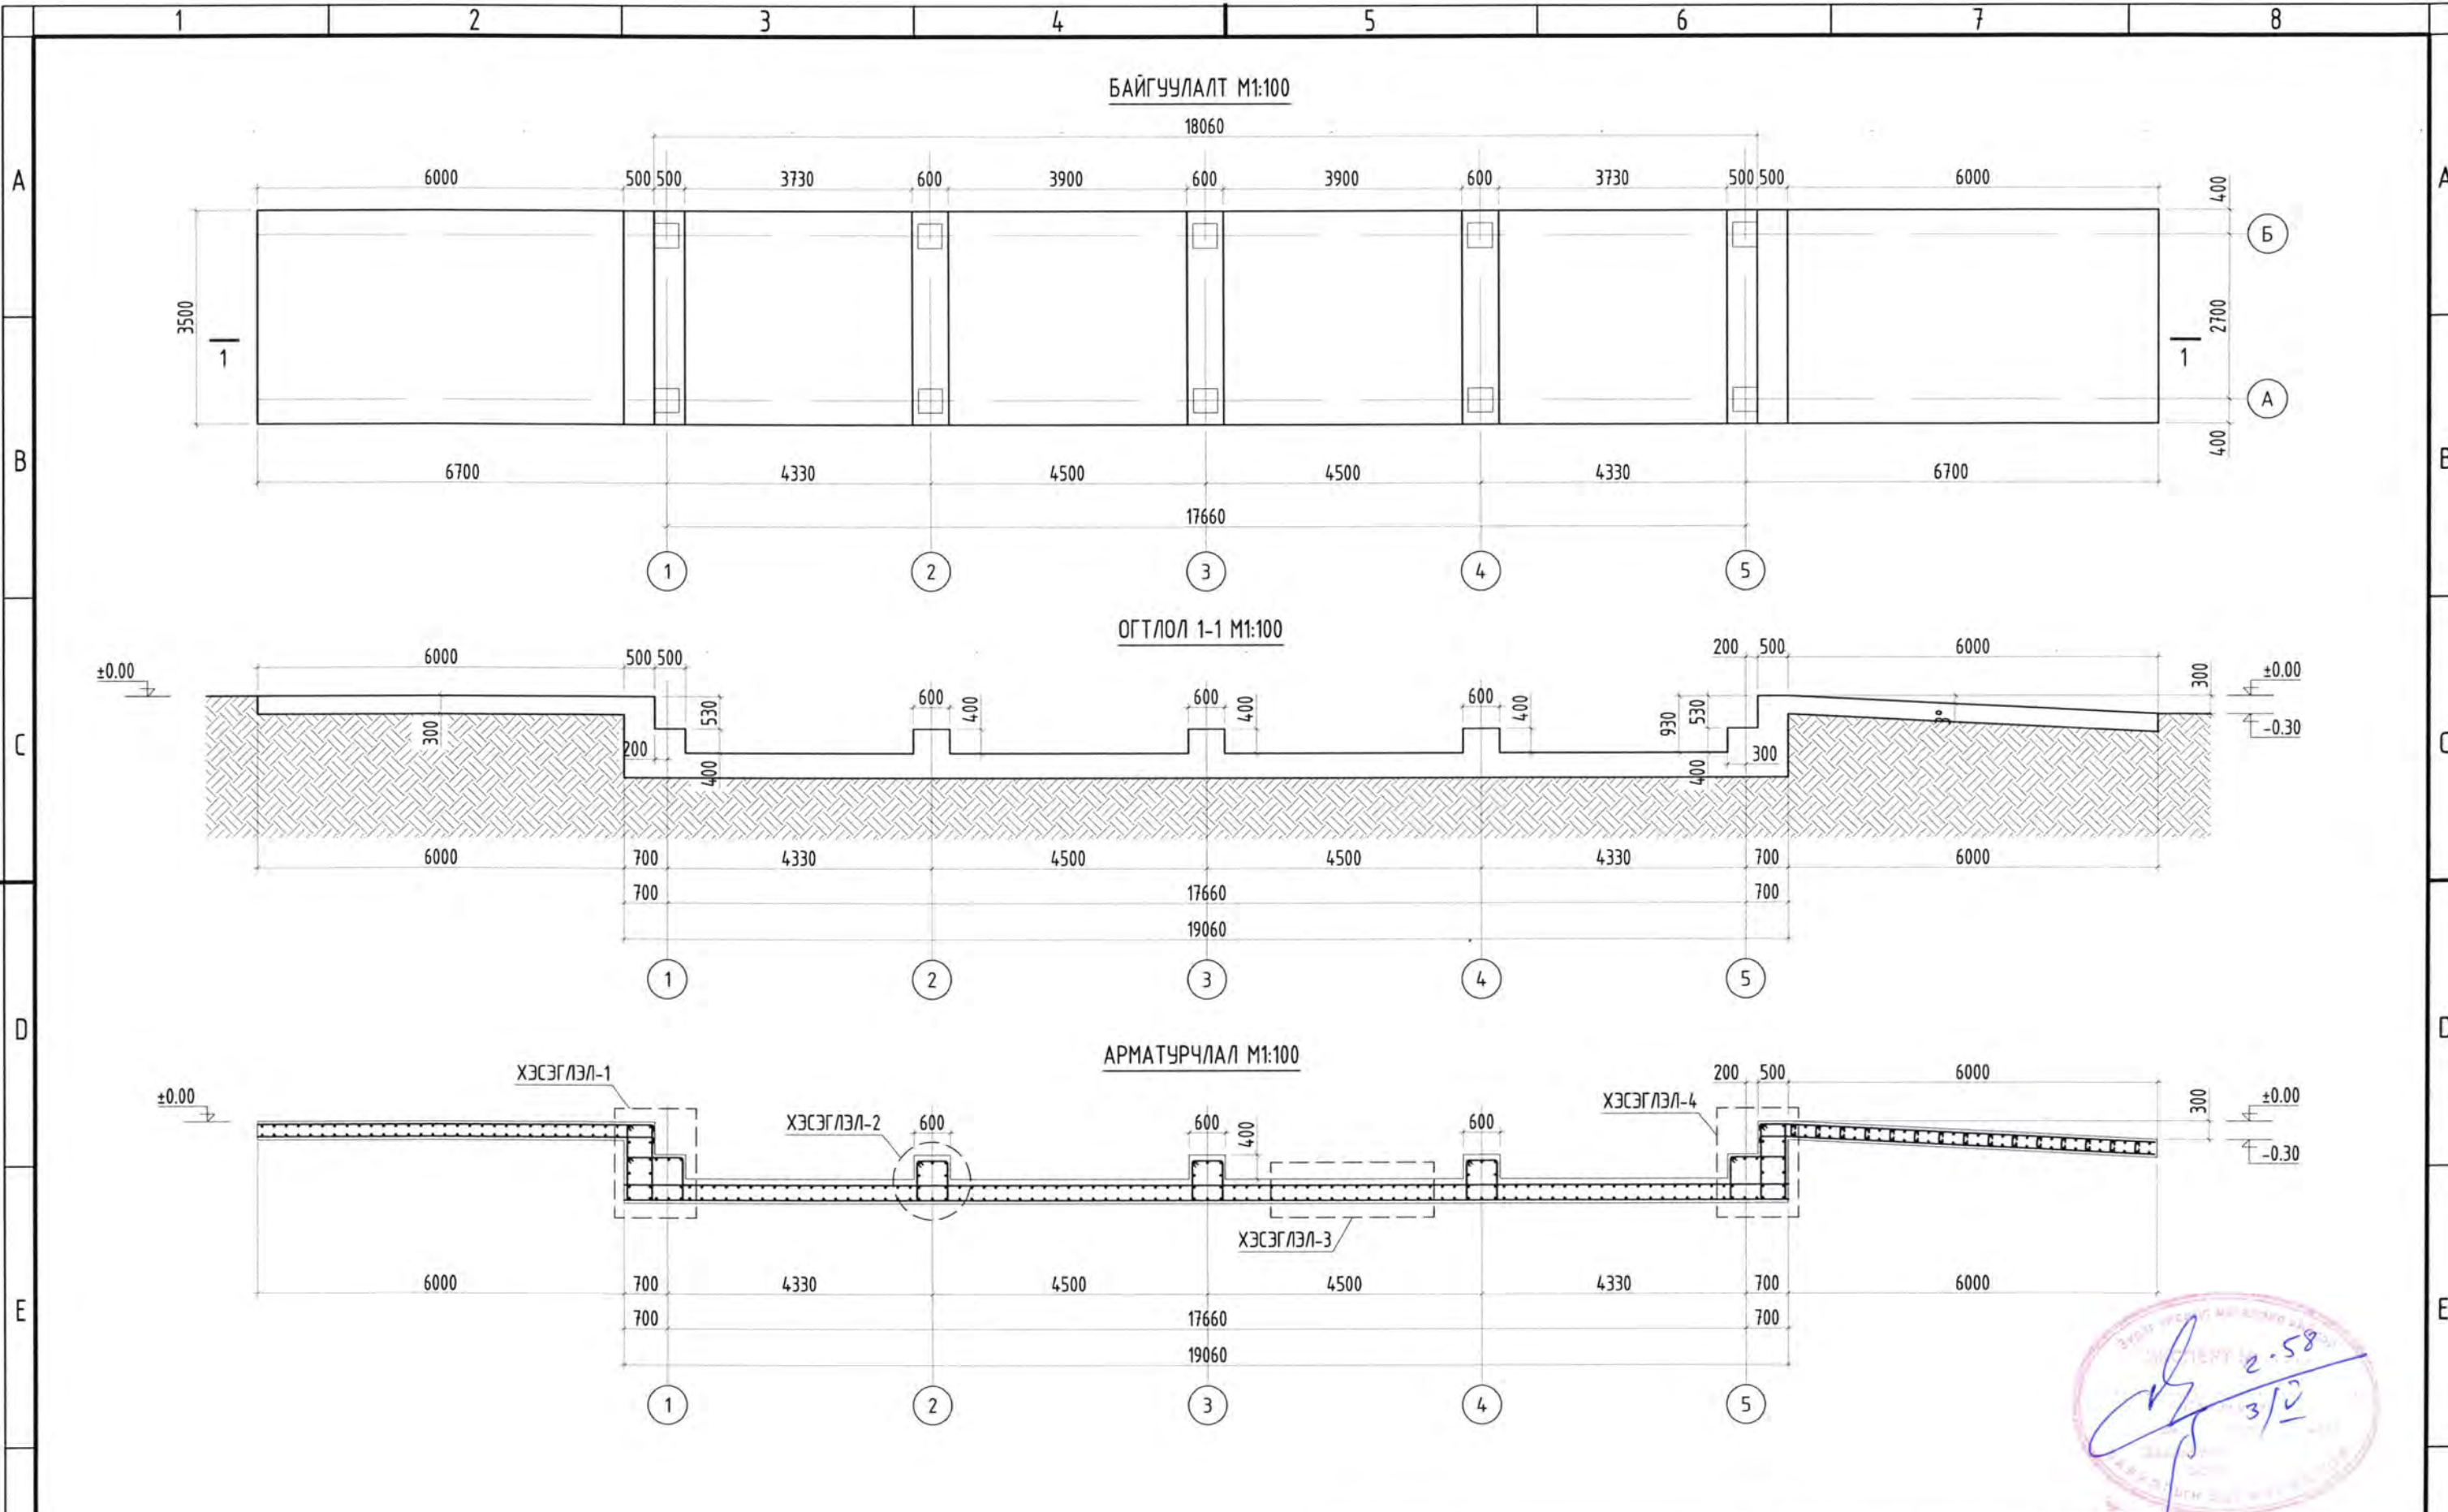 1 2 3 4 5 6 7 8
БАЙГУУЛАЛТ М1:100
18060
A 6000 500 500 3730 600 3900 600 3900 600 3730 500 500 6000 400 A
Б
3500 2700
1 1
А
B 400 B
6700 4330 4500 4500 4330 6700
17660
1 2 3 4 5
ОГТЛОЛ 1-1 М1:100
±0.00 6000 500 500 200 500 6000 300 ±0.00
600 400 600 400 600 400
530 930 530
C 300 -0.30 C
200 400 400 300
6000 700 4330 4500 4500 4330 700 6000
700 17660 700
19060
1 2 3 4 5
D D
АРМАТУРЧЛАЛ М1:100
ХЭСЭГЛЭЛ-1 200 500 6000
±0.00 ХЭСЭГЛЭЛ-4 300 ±0.00
ХЭСЭГЛЭЛ-2 600 600 400 600
-0.30
ХЭСЭГЛЭЛ-3
6000 700 4330 4500 4500 4330 700 6000
E 700 17660 700 E
19060
1 2 3 4 5
2.58